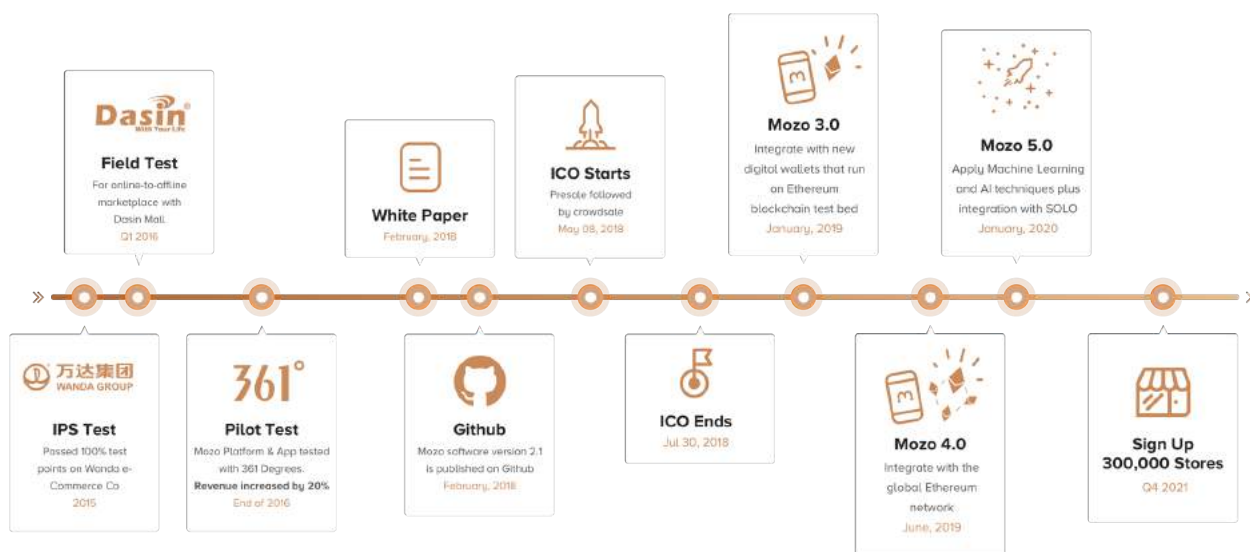 Dasin®
With Your Life
Field Test
For online-to-offline
marketplace with
Dasin Mall
Q1 2016
White Paper
February, 2018
ICO Starts
Presale followed
by crowdsale
May 08, 2018
3
Mozo 3.0
Integrate with new
digital wallets that run
on Ethereum
blockchain test bed
January, 2019
Mozo 5.0
Apply Machine Learning
and AI techniques plus
integration with SOLO
January, 2020
万达集团
WANDA GROUP
IPS Test
Passed 100% test
points on Wanda e-
Commerce Co
2015
361°
Pilot Test
Mozo Platform & App tested
with 361 Degrees.
Revenue increased by 20%
End of 2016
Github
Mozo software version 2.1
is published on Github
February, 2018
ICO Ends
Jul 30, 2018
3
Mozo 4.0
Integrate with the
global Ethereum
network
June, 2019
Sign Up
300,000 Stores
Q4 2021